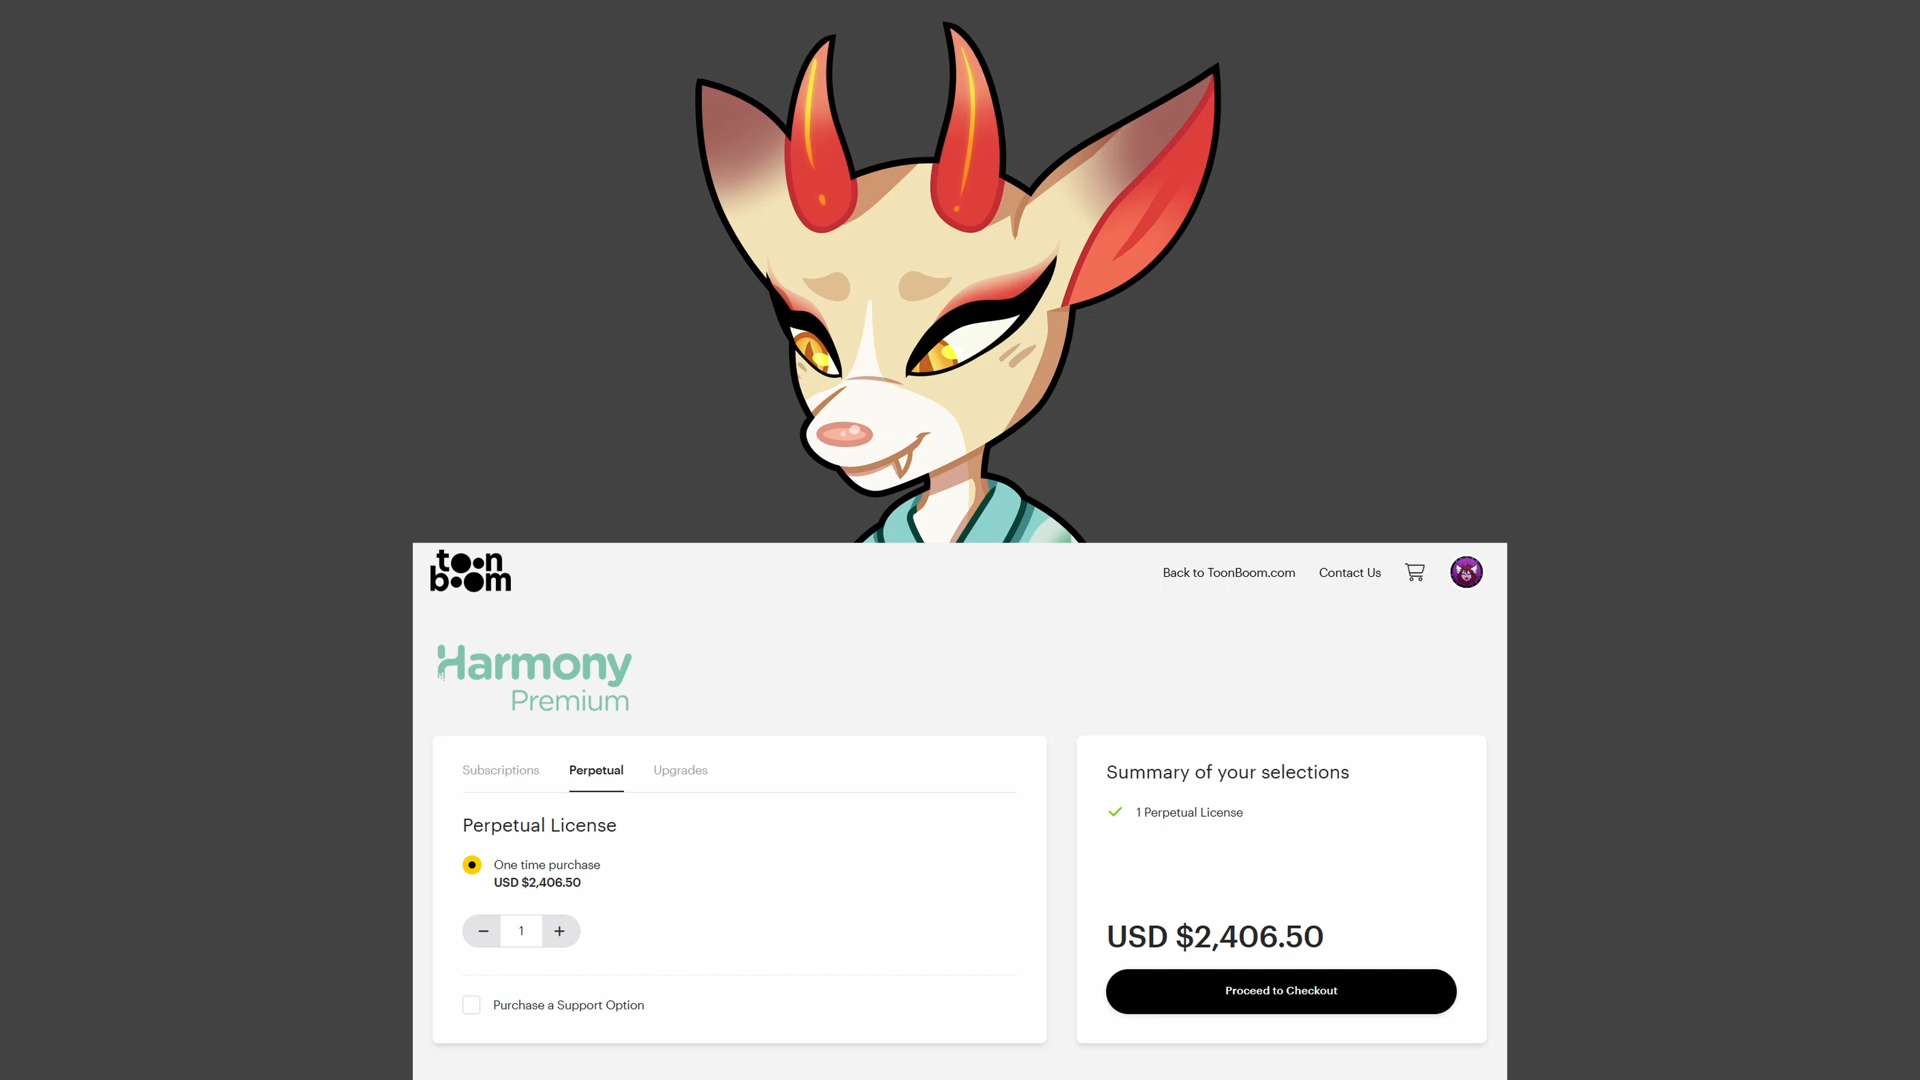 toon
boom
Back to ToonBoom.com
Contact Us
Harmony
Premium
Subscriptions
Perpetual
Upgrades
Perpetual License
One time purchase
USD $2,406.50
− 1 +
Purchase a Support Option
Summary of your selections
1 Perpetual License
USD $2,406.50
Proceed to Checkout